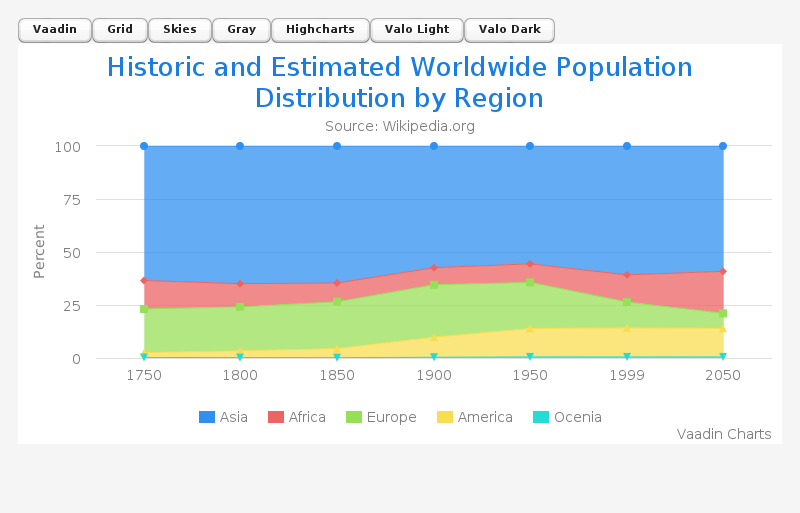 Vaadin Grid Skies Gray Highcharts Valo Light Valo Dark
Historic and Estimated Worldwide Population
Distribution by Region
Source: Wikipedia.org
Percent
100
75
50
25
0
1750 1800 1850 1900 1950 1999 2050
Asia Africa Europe America Ocenia
Vaadin Charts